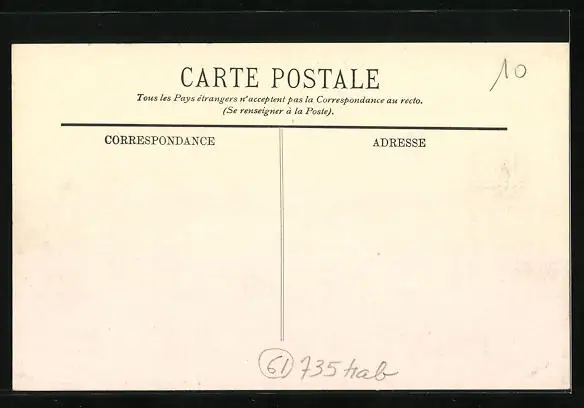 CARTE POSTALE
10
Tous les Pays étrangers n'acceptent pas la Correspondance au recto.
(Se renseigner à la Poste).
CORRESPONDANCE
ADRESSE
61 735 hab